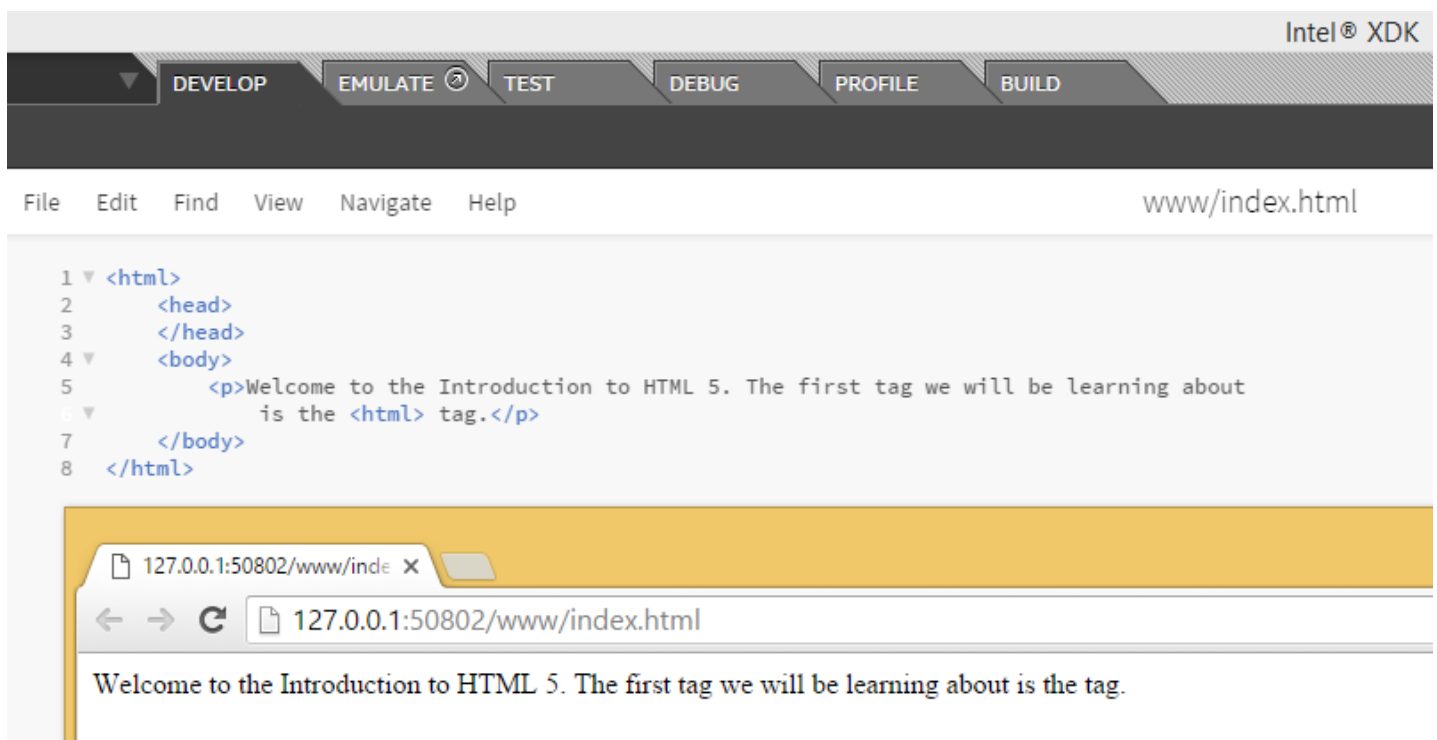 Intel® XDK
DEVELOP EMULATE TEST DEBUG PROFILE BUILD
File Edit Find View Navigate Help www/index.html
1 <html>
2 <head>
3 </head>
4 <body>
5 <p>Welcome to the Introduction to HTML 5. The first tag we will be learning about
6 is the <html> tag.</p>
7 </body>
8 </html>
127.0.0.1:50802/www/inde
127.0.0.1:50802/www/index.html
Welcome to the Introduction to HTML 5. The first tag we will be learning about is the tag.